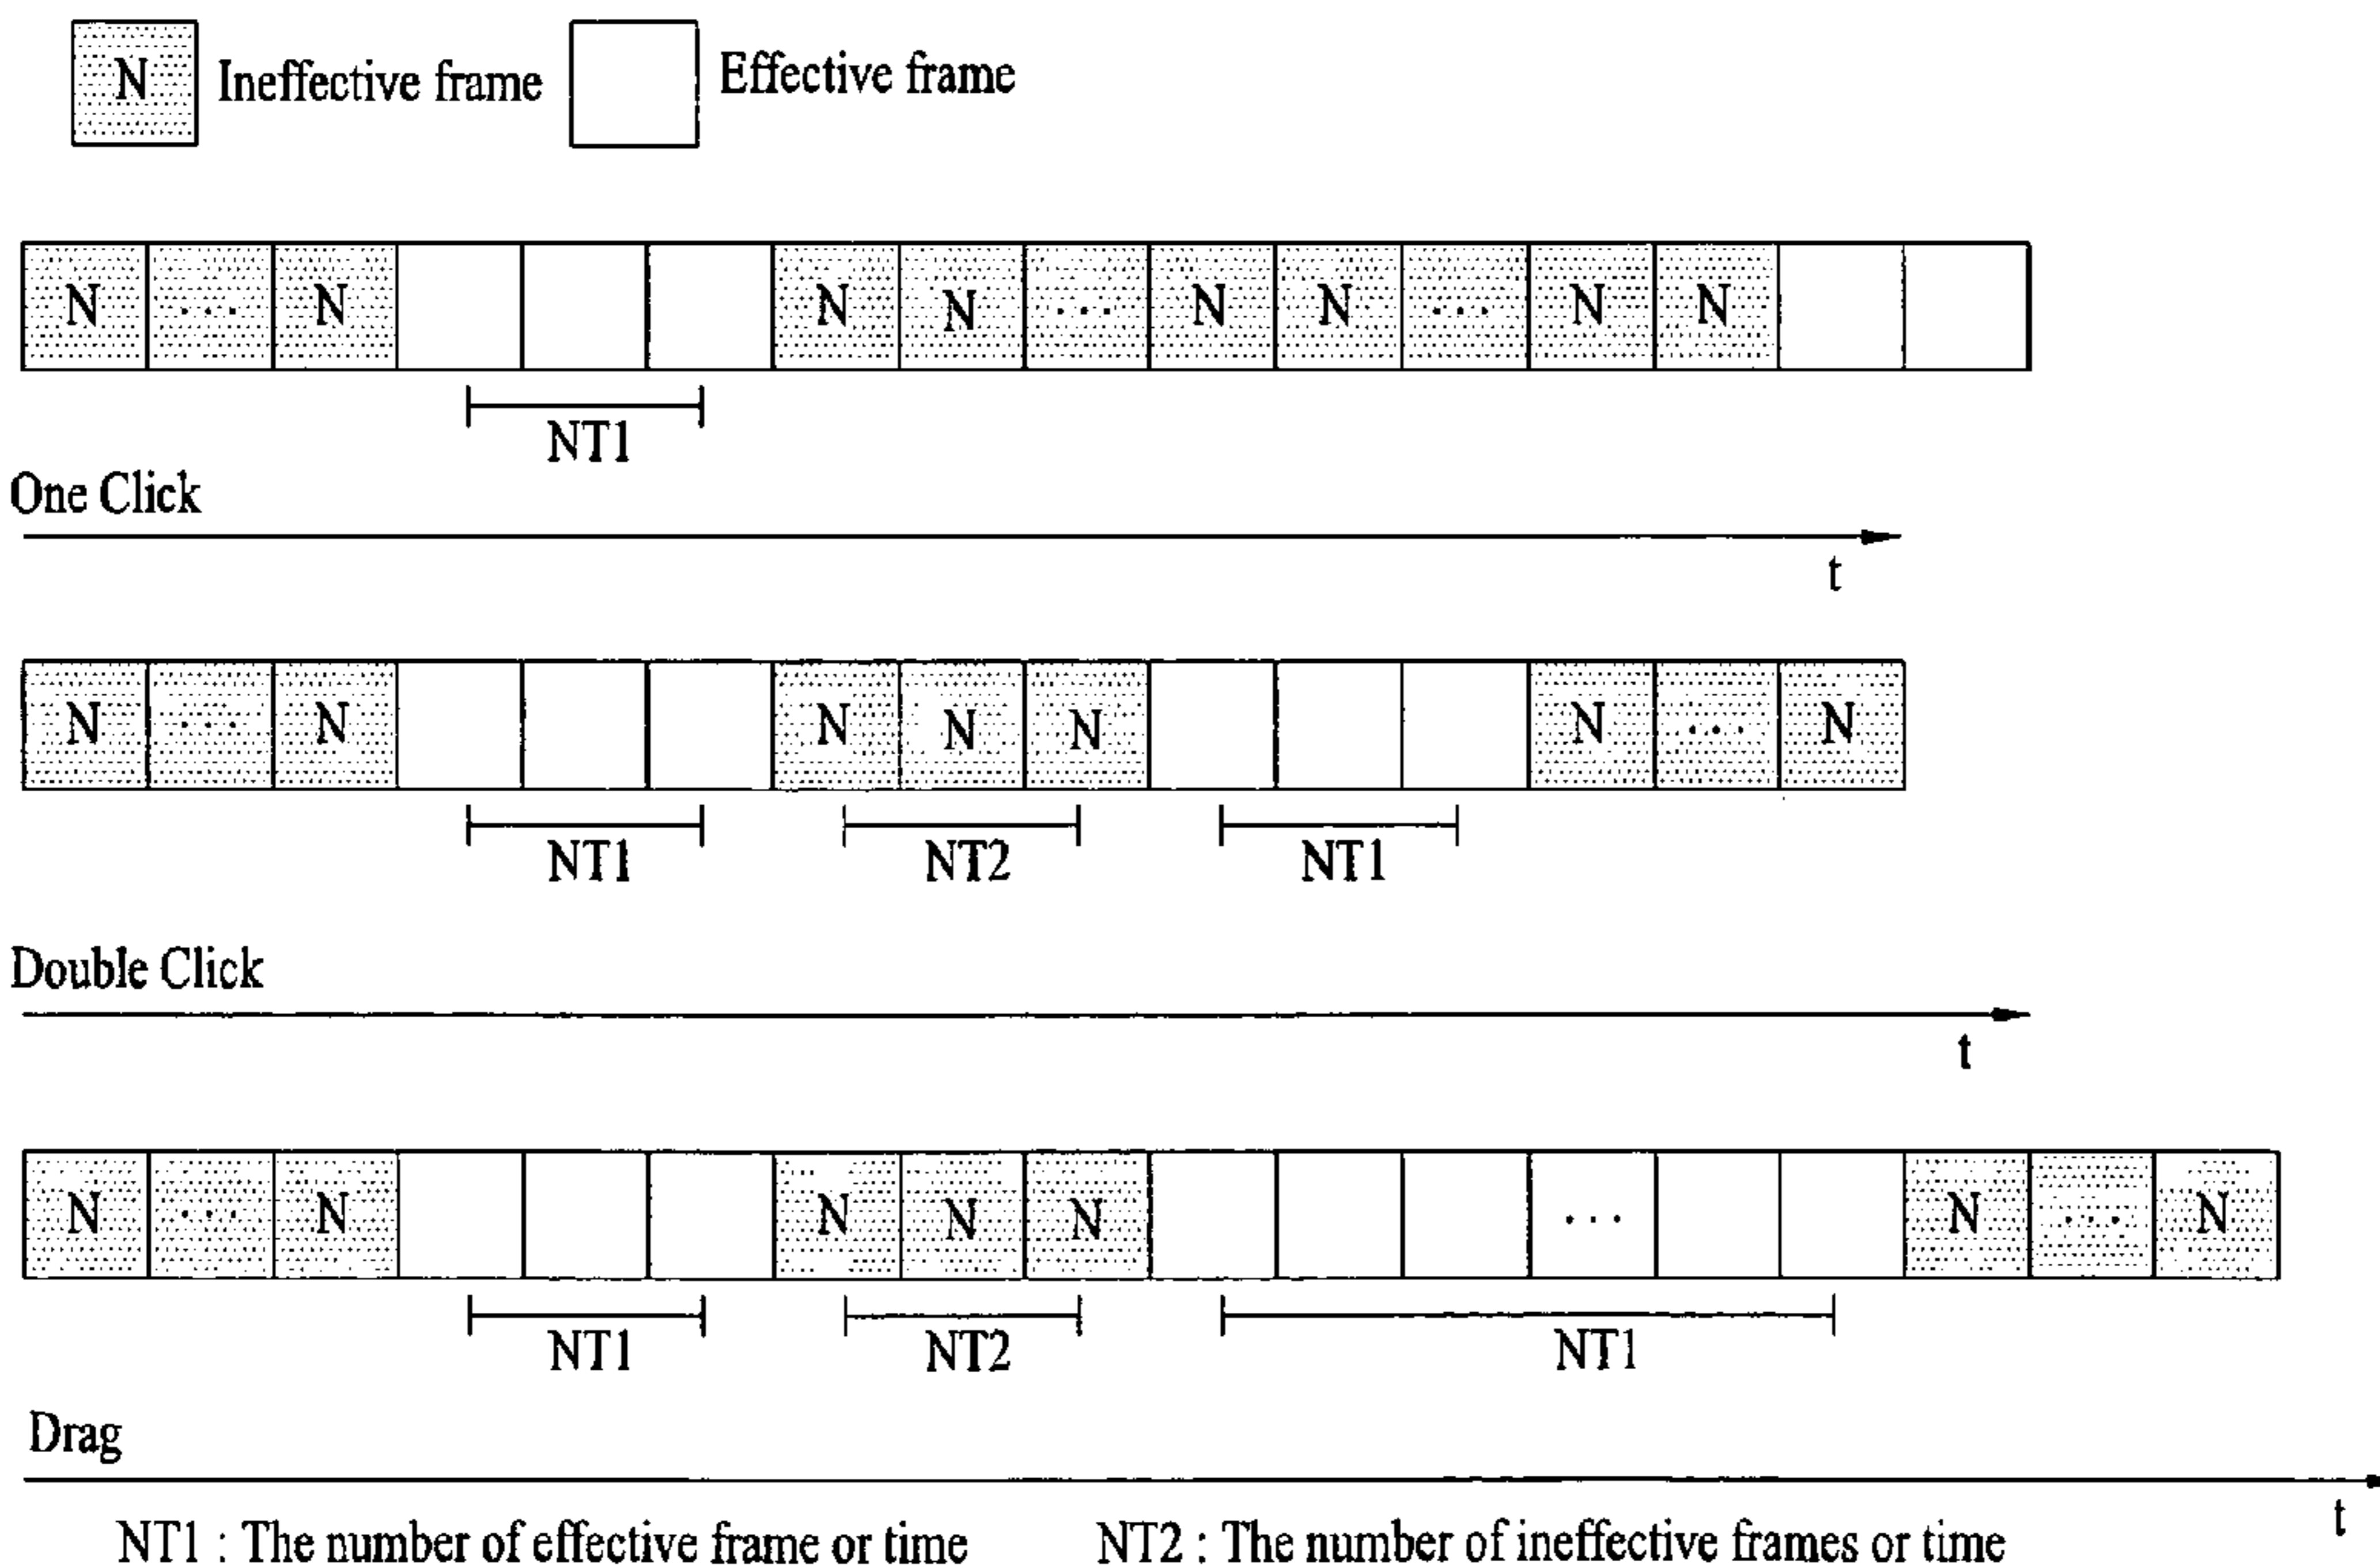 N Ineffective frame Effective frame
N ... N N N ... N N ... N N
NT1
One Click
t
N ... N N N N N ... N
NT1 NT2 NT1
Double Click
t
N ... N N N N ... N ... N
NT1 NT2 NT1
Drag
t
NT1 : The number of effective frame or time NT2 : The number of ineffective frames or time